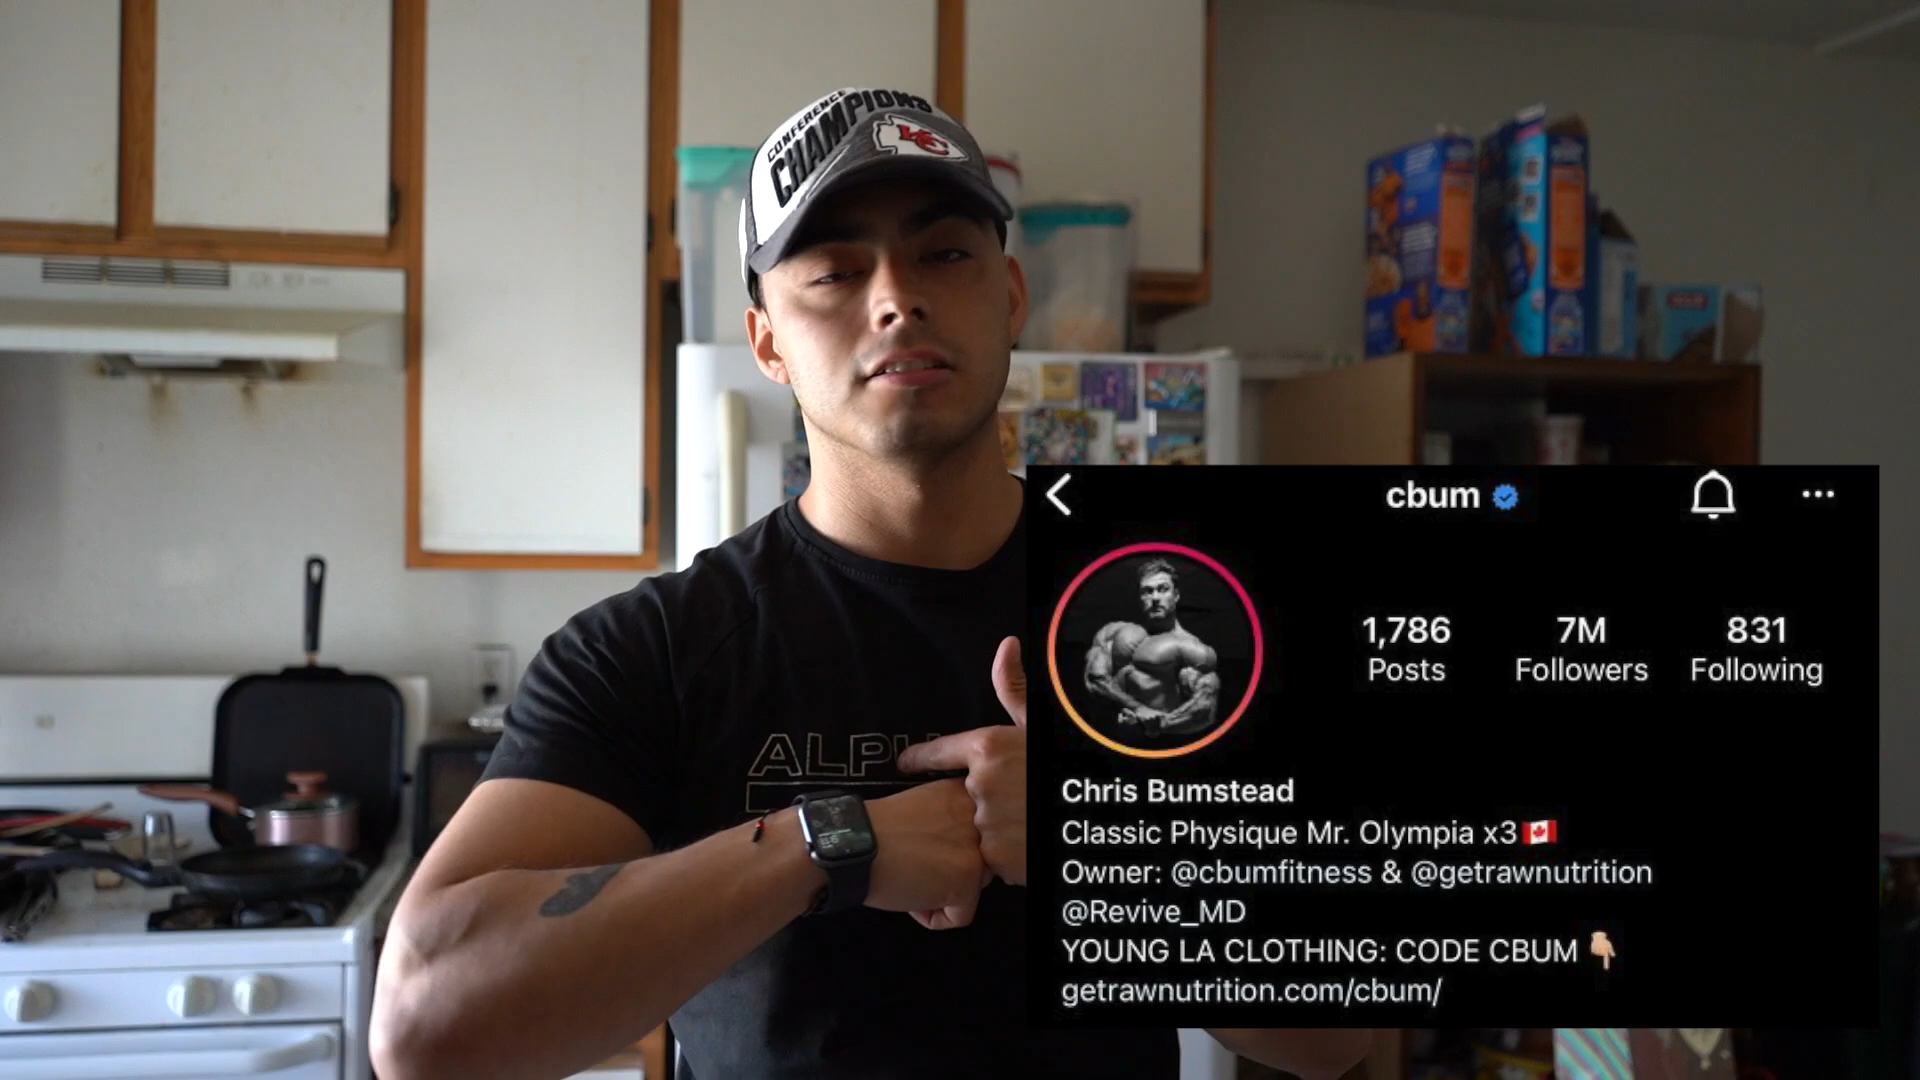 CONFERENCE
CHAMPIONS
KC
ALPH
cbum
1,786
Posts
7M
Followers
831
Following
Chris Bumstead
Classic Physique Mr. Olympia x3🇨🇦
Owner: @cbumfitness & @getrawnutrition
@Revive_MD
YOUNG LA CLOTHING: CODE CBUM 👇🏼
getrawnutrition.com/cbum/